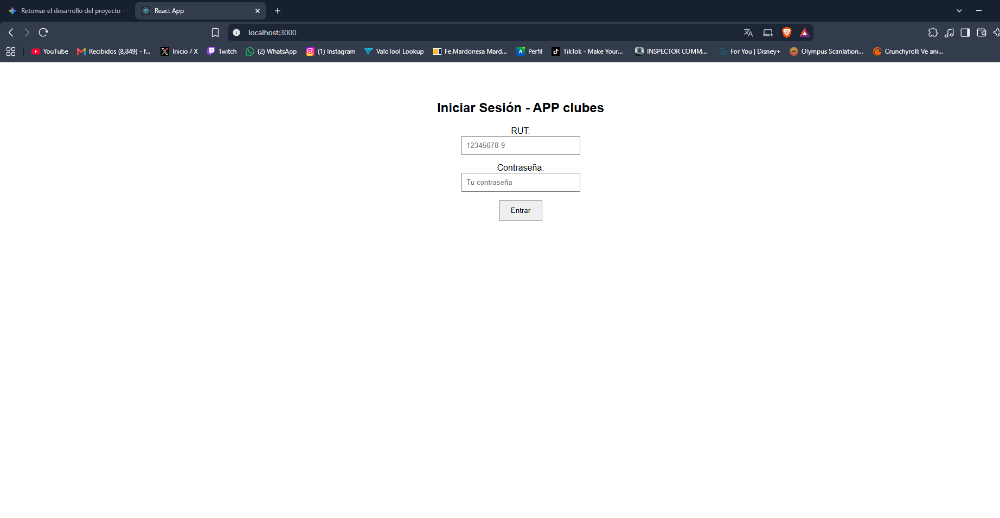 Retomar el desarrollo del proyecto -
React App
localhost:3000
YouTube
Recibidos (8,849) - f...
Inicio / X
Twitch
(2) WhatsApp
(1) Instagram
ValoTool Lookup
Fe.Mardonesa Mard...
Perfil
TikTok - Make Your...
INSPECTOR COMM...
For You | Disney+
Olympus Scanlation...
Crunchyroll: Ve ani...
Iniciar Sesión - APP clubes
RUT:
12345678-9
Contraseña:
Tu contraseña
Entrar